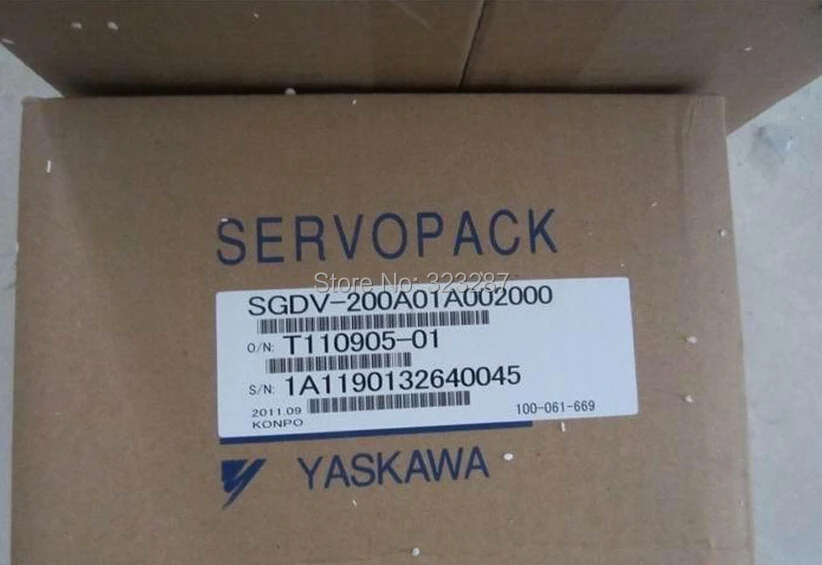 SERVOPACK
Store No: 323287
SGDV-200A01A002000
O/N: T110905-01
S/N: 1A1190132640045
2011.09
KONPO
100-061-669
YASKAWA